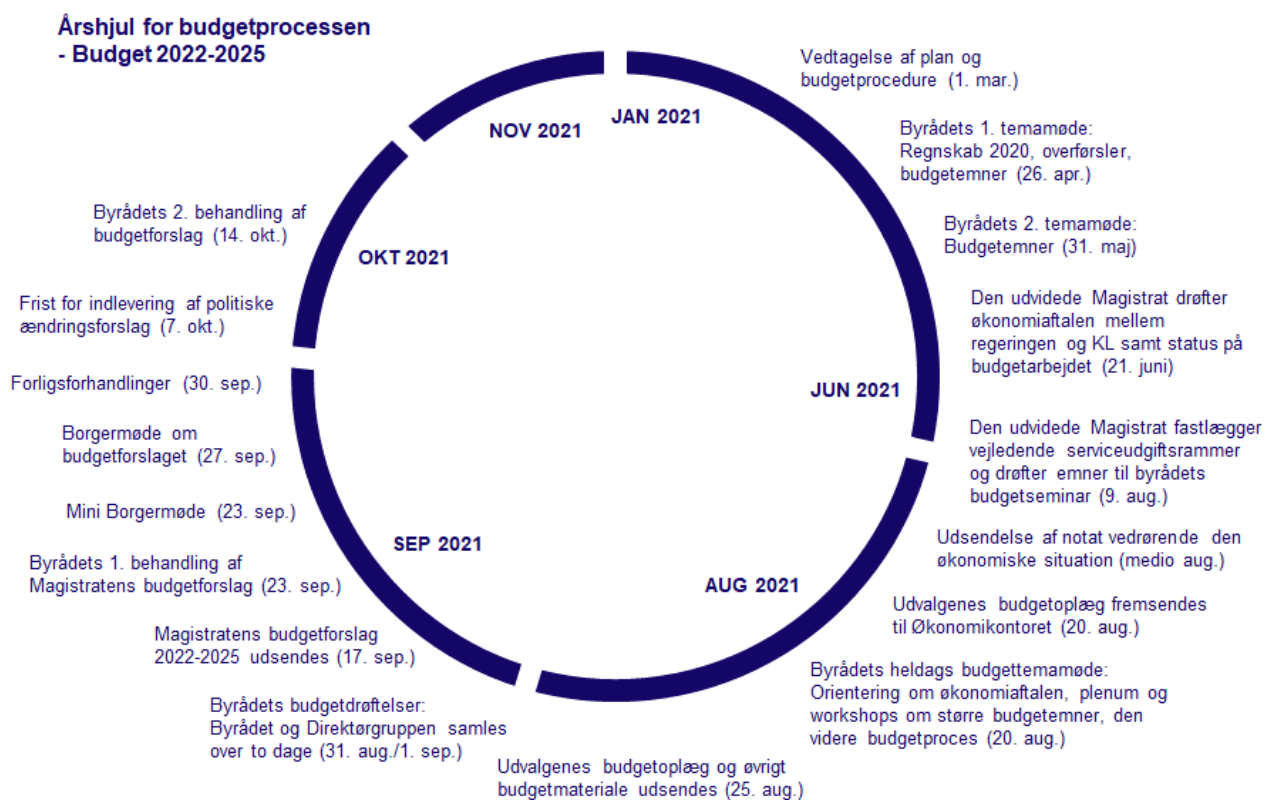 Årshjul for budgetprocessen
- Budget 2022-2025
JAN 2021
Vedtagelse af plan og
budgetprocedure (1. mar.)
Byrådets 1. temamøde:
Regnskab 2020, overførsler,
budgetemner (26. apr.)
Byrådets 2. temamøde:
Budgetemner (31. maj)
Den udvidede Magistrat drøfter
økonomiaftalen mellem
regeringen og KL samt status på
budgetarbejdet (21. juni)
JUN 2021
Den udvidede Magistrat fastlægger
vejledende serviceudgiftsrammer
og drøfter emner til byrådets
budgetseminar (9. aug.)
Udsendelse af notat vedrørende den
økonomiske situation (medio aug.)
AUG 2021
Udvalgenes budgetoplæg fremsendes
til Økonomikontoret (20. aug.)
Byrådets heldags budgettemamøde:
Orientering om økonomiaftalen, plenum og
workshops om større budgetemner, den
videre budgetproces (20. aug.)
Udvalgenes budgetoplæg og øvrigt
budgetmateriale udsendes (25. aug.)
Byrådets budgetdrøftelser:
Byrådet og Direktørgruppen samles
over to dage (31. aug./1. sep.)
Magistratens budgetforslag
2022-2025 udsendes (17. sep.)
SEP 2021
Byrådets 1. behandling af
Magistratens budgetforslag (23. sep.)
Mini Borgermøde (23. sep.)
Borgermøde om
budgetforslaget (27. sep.)
Forligsforhandlinger (30. sep.)
Frist for indlevering af politiske
ændringsforslag (7. okt.)
OKT 2021
Byrådets 2. behandling af
budgetforslag (14. okt.)
NOV 2021